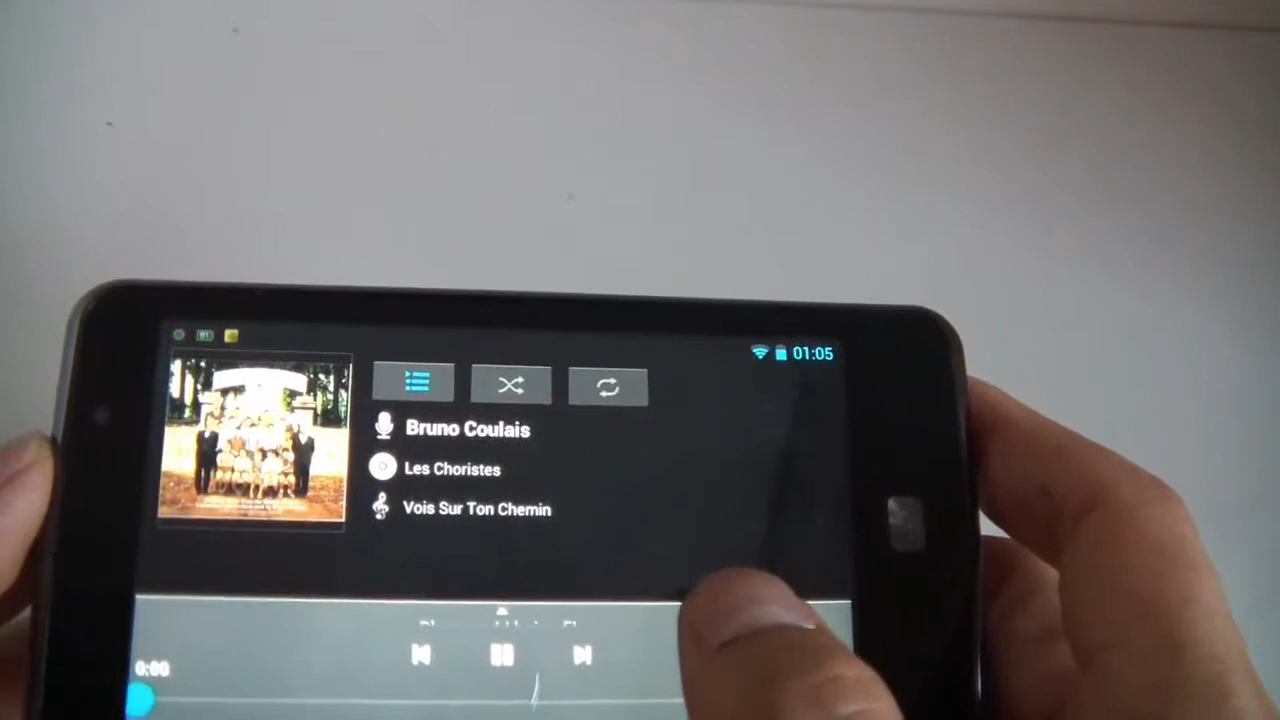 01:05
Bruno Coulais
Les Choristes
Vois Sur Ton Chemin
0:00